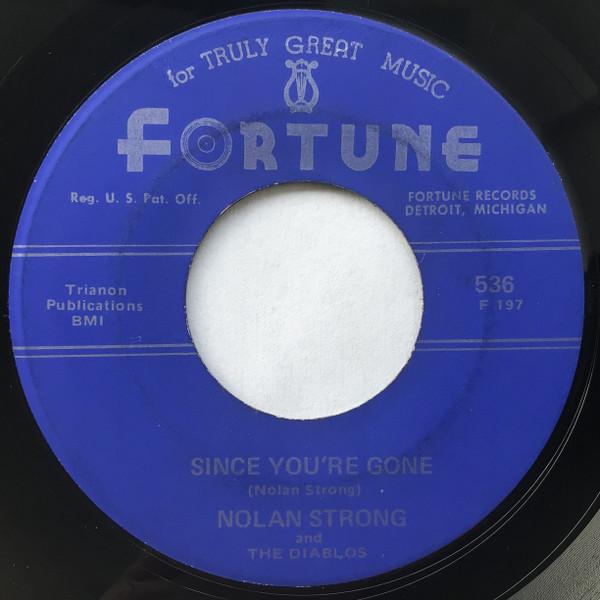 for TRULY GREAT MUSIC
FORTUNE
Reg. U. S. Pat. Off.
FORTUNE RECORDS
DETROIT, MICHIGAN
Trianon
Publications
BMI
536
F 197
SINCE YOU'RE GONE
(Nolan Strong)
NOLAN STRONG
and
THE DIABLOS